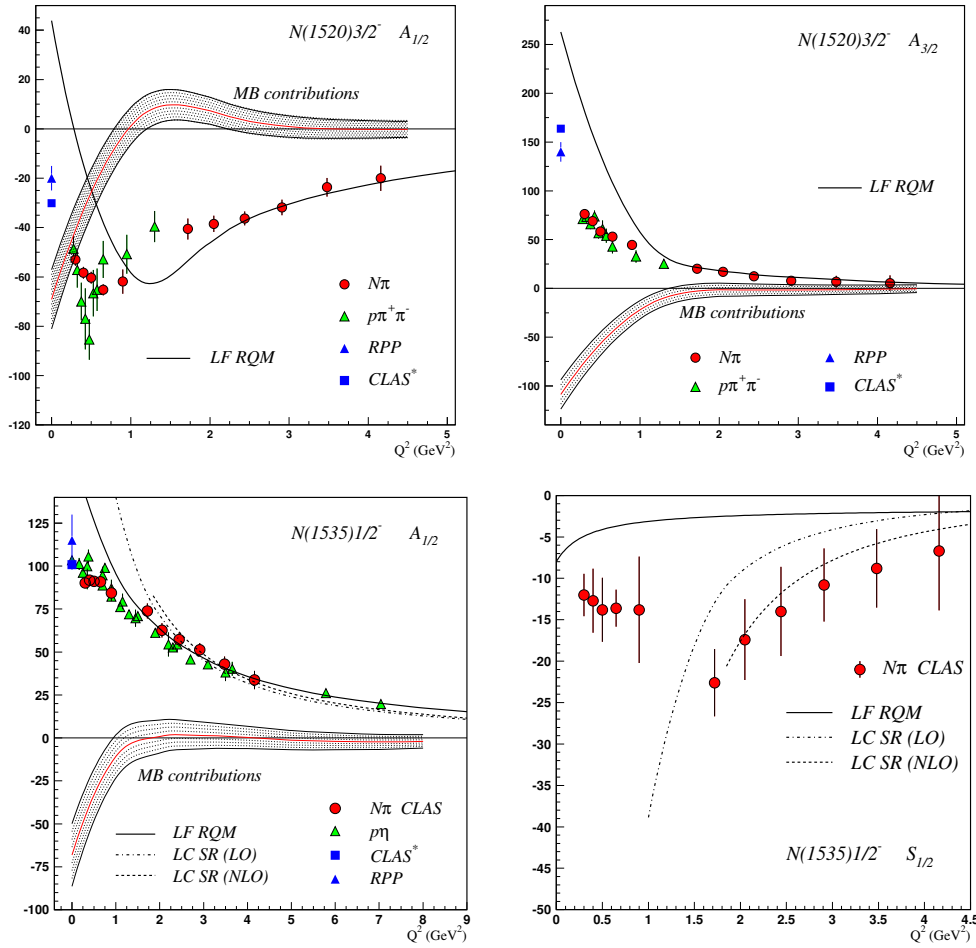 N(1520)3/2⁻ A₁/₂
MB contributions
Nπ
pπ⁺π⁻
RPP
CLAS*
LF RQM
40
20
0
-20
-40
-60
-80
-100
-120
0 1 2 3 4 5
Q² (GeV²)
N(1520)3/2⁻ A₃/₂
LF RQM
MB contributions
Nπ
pπ⁺π⁻
RPP
CLAS*
250
200
150
100
50
0
-50
-100
0 1 2 3 4 5
Q² (GeV²)
N(1535)1/2⁻ A₁/₂
MB contributions
LF RQM
LC SR (LO)
LC SR (NLO)
Nπ CLAS
pη
CLAS*
RPP
125
100
75
50
25
0
-25
-50
-75
-100
0 1 2 3 4 5 6 7 8 9
Q² (GeV²)
Nπ CLAS
LF RQM
LC SR (LO)
LC SR (NLO)
N(1535)1/2⁻ S₁/₂
0
-5
-10
-15
-20
-25
-30
-35
-40
-45
-50
0 0.5 1 1.5 2 2.5 3 3.5 4 4.5
Q² (GeV²)